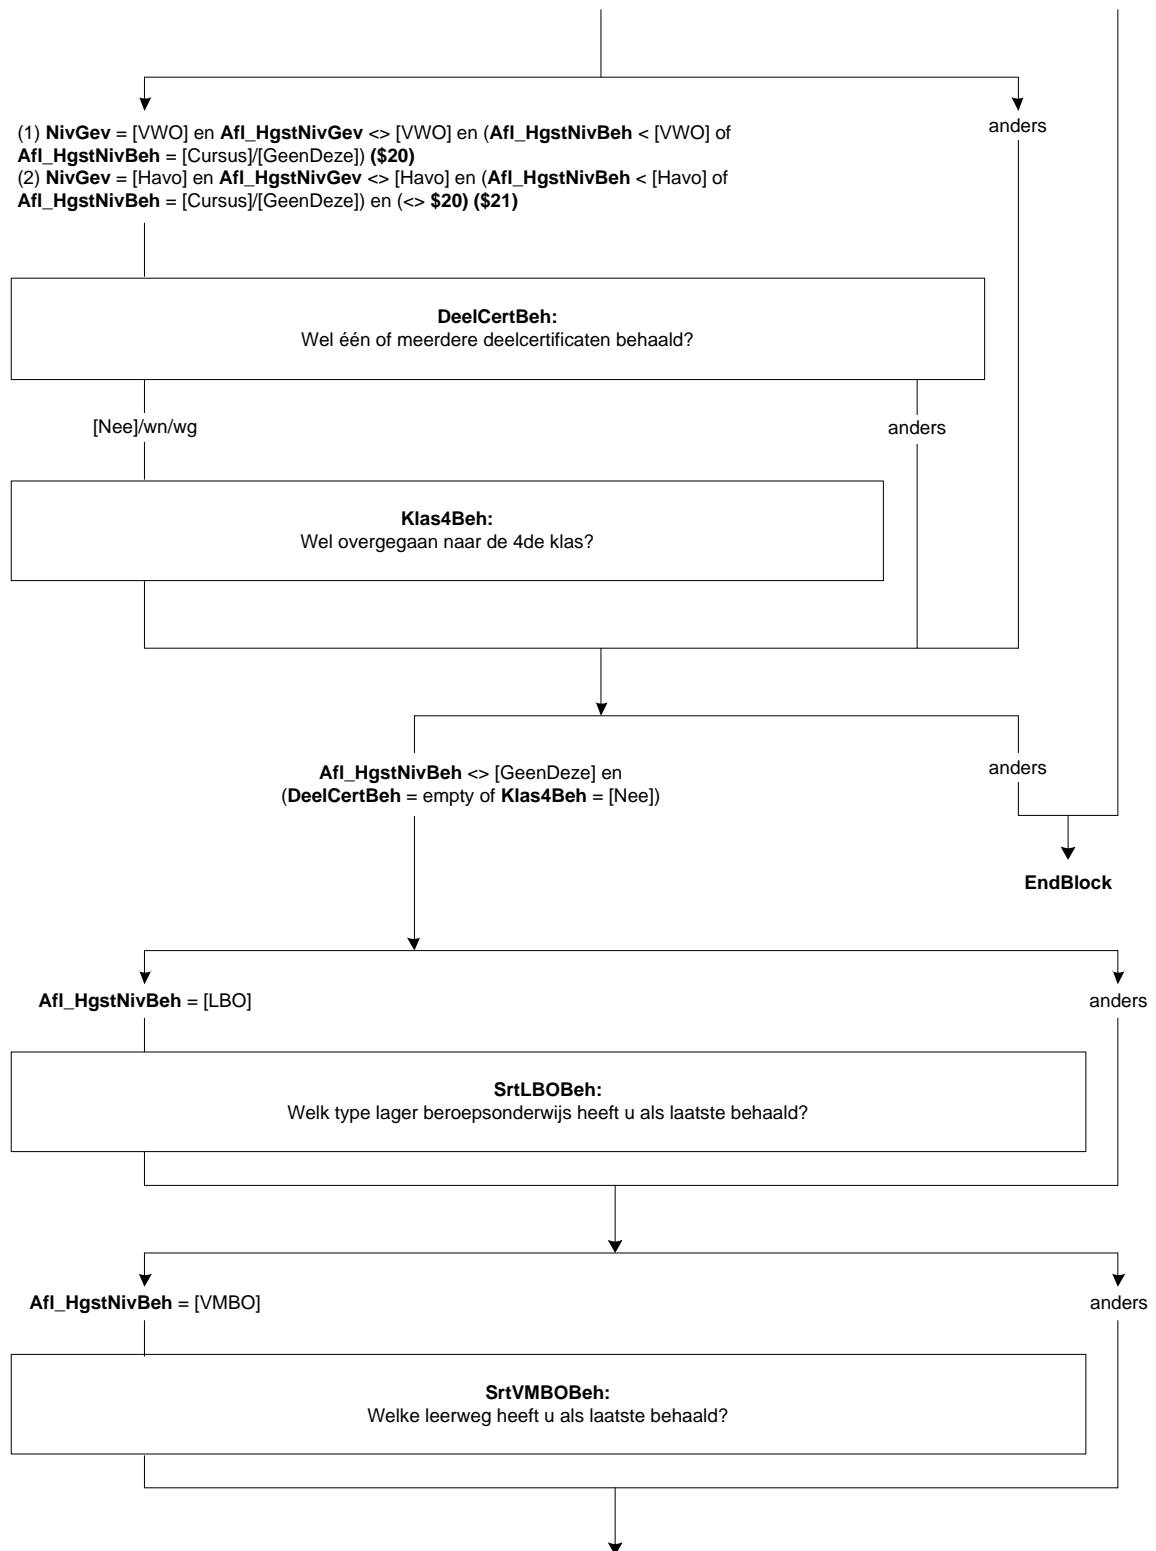 (1) NivGev = [VWO] en Afl_HgstNivGev <> [VWO] en (Afl_HgstNivBeh < [VWO] of
Afl_HgstNivBeh = [Cursus]/[GeenDeze]) ($20)
(2) NivGev = [Havo] en Afl_HgstNivGev <> [Havo] en (Afl_HgstNivBeh < [Havo] of
Afl_HgstNivBeh = [Cursus]/[GeenDeze]) en (<> $20) ($21)
anders
DeelCertBeh:
Wel één of meerdere deelcertificaten behaald?
[Nee]/wn/wg
anders
Klas4Beh:
Wel overgegaan naar de 4de klas?
Afl_HgstNivBeh <> [GeenDeze] en
(DeelCertBeh = empty of Klas4Beh = [Nee])
anders
EndBlock
Afl_HgstNivBeh = [LBO]
anders
SrtLBOBeh:
Welk type lager beroepsonderwijs heeft u als laatste behaald?
Afl_HgstNivBeh = [VMBO]
anders
SrtVMBOBeh:
Welke leerweg heeft u als laatste behaald?